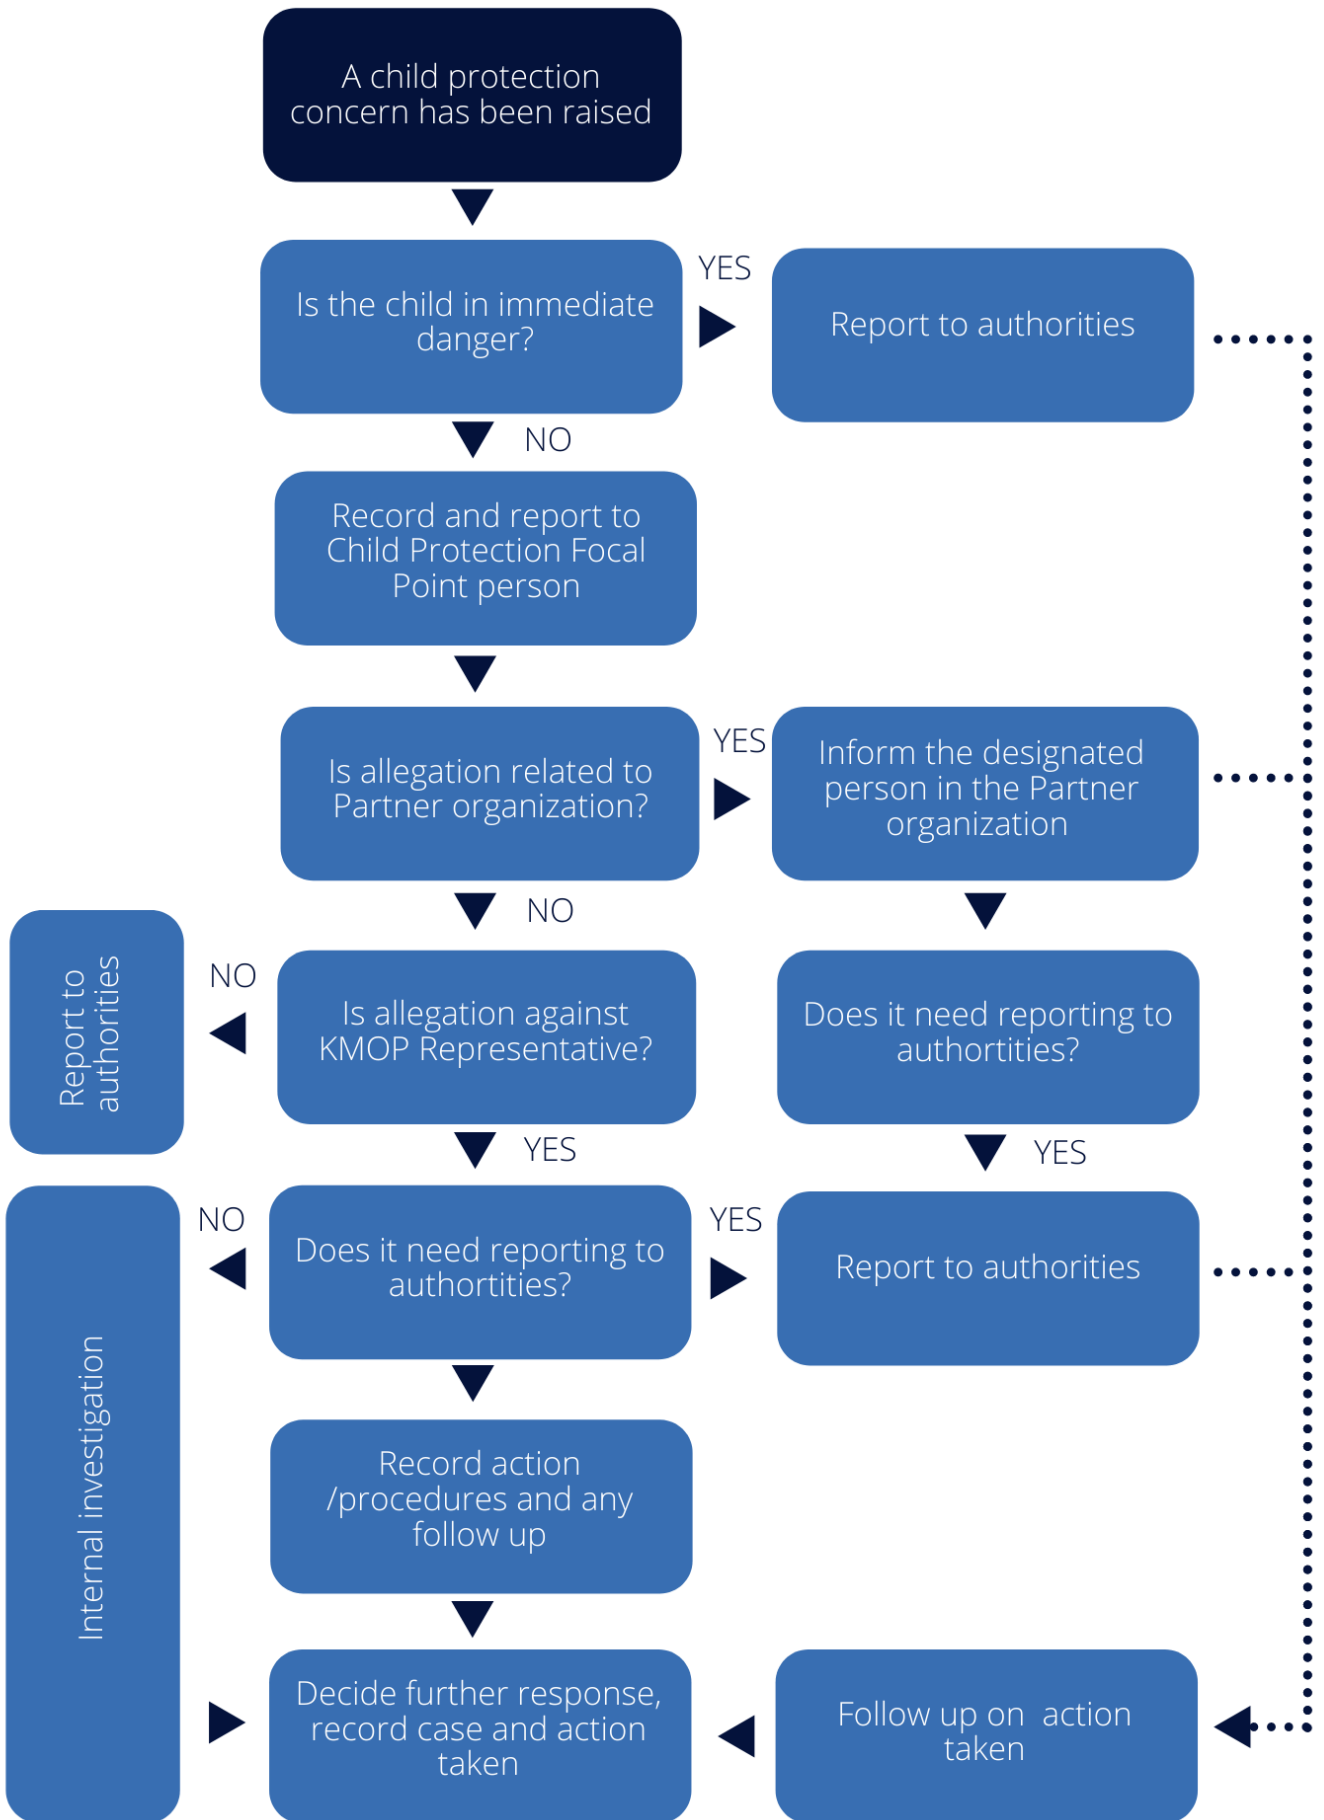 A child protection
concern has been raised
Is the child in immediate
danger?
YES
Report to authorities
NO
Record and report to
Child Protection Focal
Point person
Is allegation related to
Partner organization?
YES
Inform the designated
person in the Partner
organization
NO
Report to
authorities
NO
Is allegation against
KMOP Representative?
Does it need reporting to
authortities?
YES
YES
Internal investigation
NO
Does it need reporting to
authortities?
YES
Report to authorities
Record action
/procedures and any
follow up
Decide further response,
record case and action
taken
Follow up on  action
taken